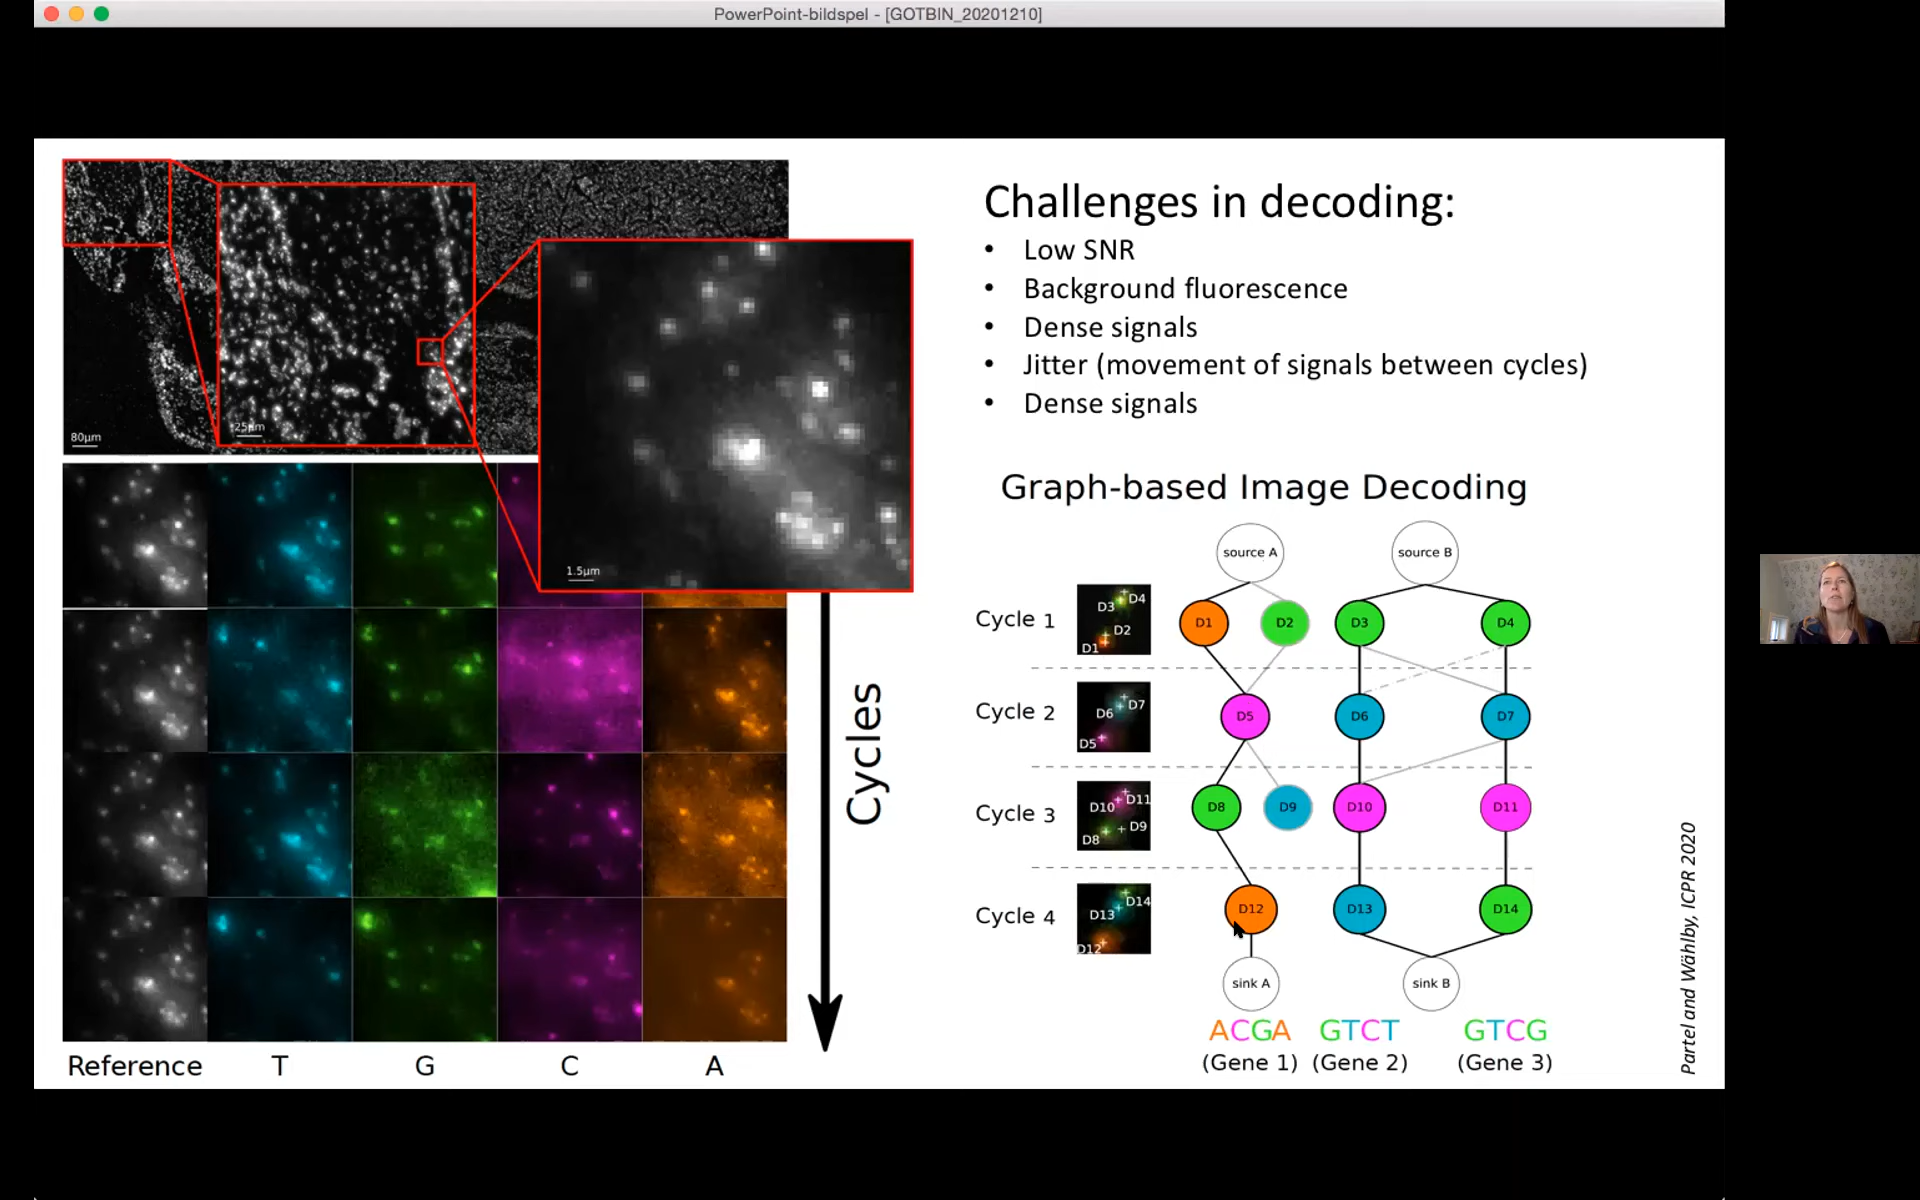 PowerPoint-bildspel - [GOTBIN_20201210]
80µm
25µm
1.5µm
Reference T G C A
Cycles
Challenges in decoding:
• Low SNR
• Background fluorescence
• Dense signals
• Jitter (movement of signals between cycles)
• Dense signals
Graph-based Image Decoding
source A source B
Cycle 1
D3 D4
D2
D1
D1 D2 D3 D4
Cycle 2
D6 D7
D5
D5 D6 D7
Cycle 3
D10 D11
D9
D8
D8 D9 D10 D11
Cycle 4
D14
D13
D12
D12 D13 D14
sink A sink B
ACGA GTCT GTCG
(Gene 1) (Gene 2) (Gene 3)
Partel and Wählby, ICPR 2020